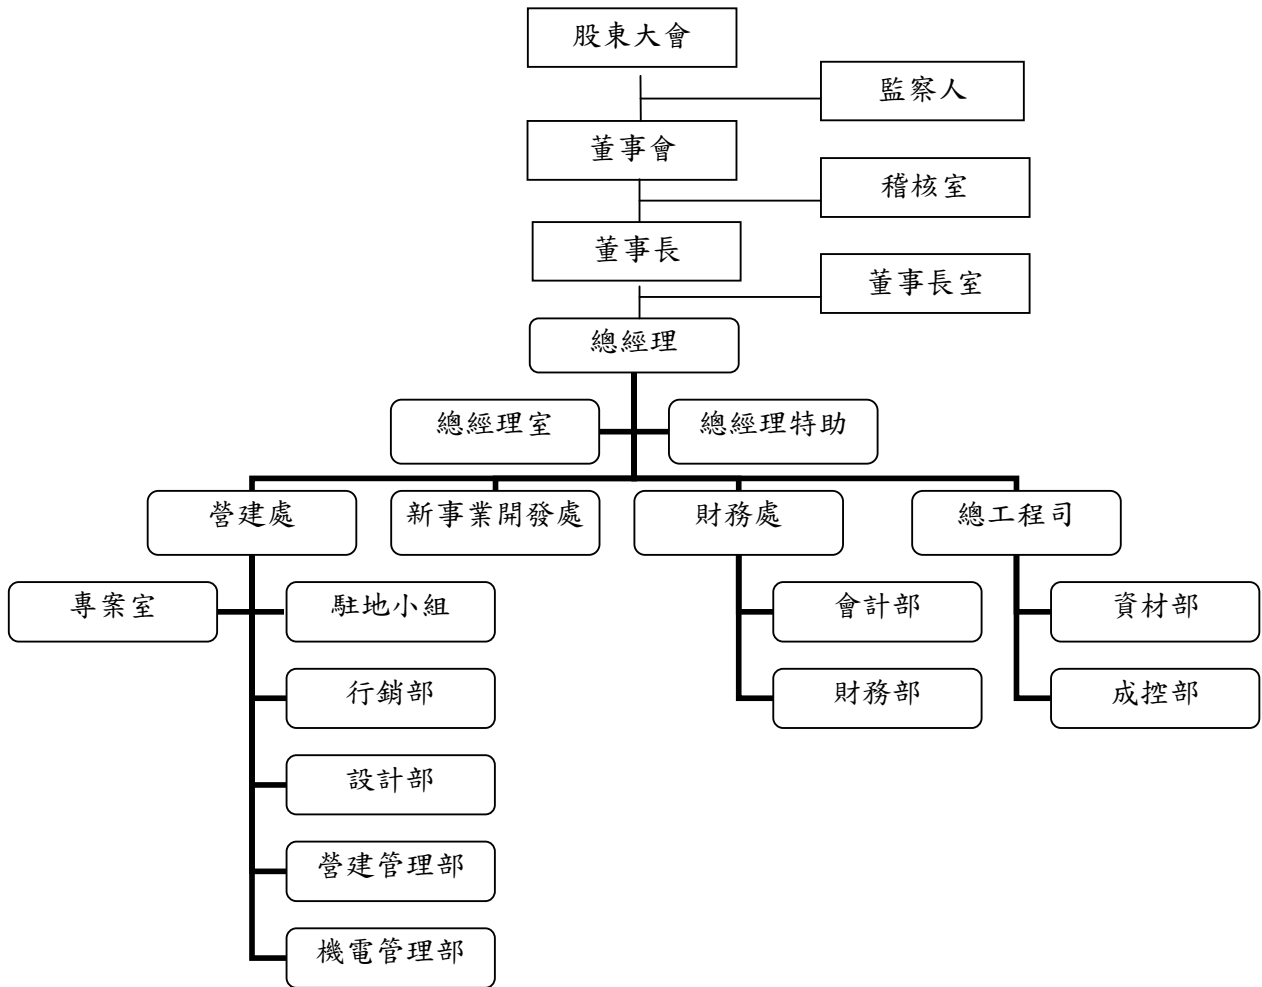 股東大會
監察人
董事會
稽核室
董事長
董事長室
總經理
總經理室
總經理特助
營建處
新事業開發處
財務處
總工程司
專案室
駐地小組
會計部
資材部
行銷部
財務部
成控部
設計部
營建管理部
機電管理部